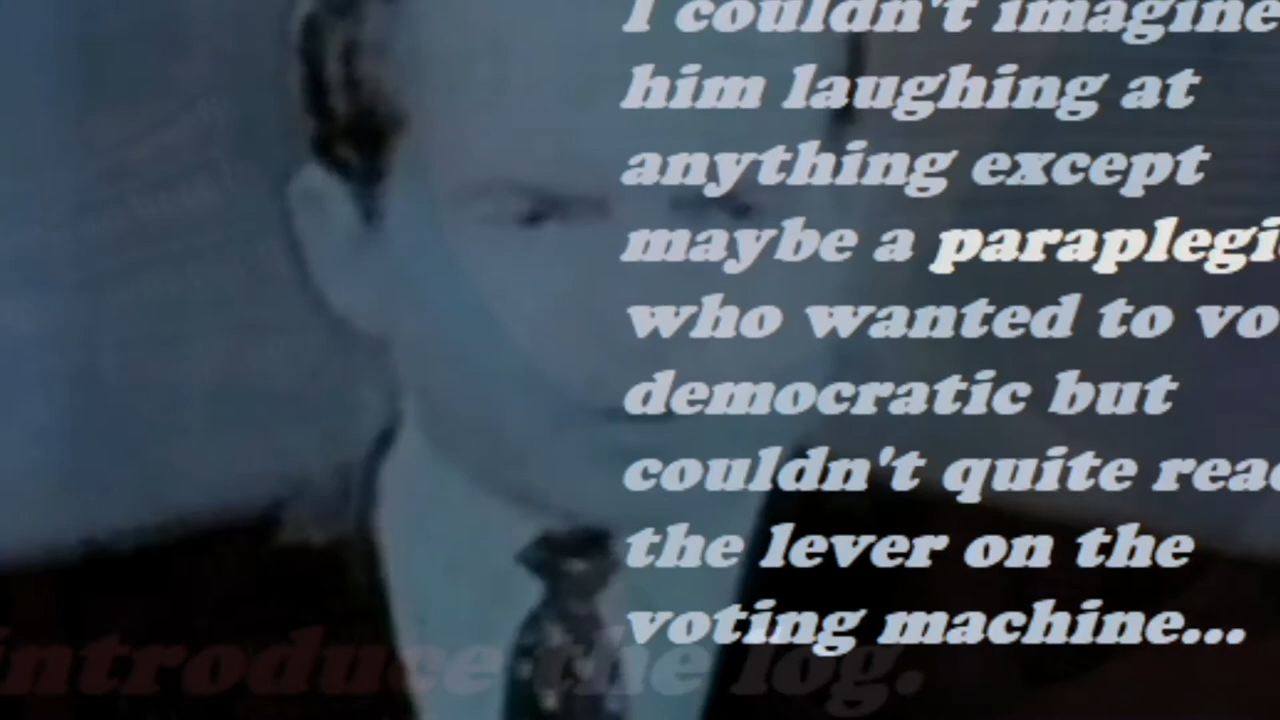 I couldn't imagine
him laughing at
anything except
maybe a paraplegi
who wanted to vo
democratic but
couldn't quite reac
the lever on the
voting machine...
introduce the log.